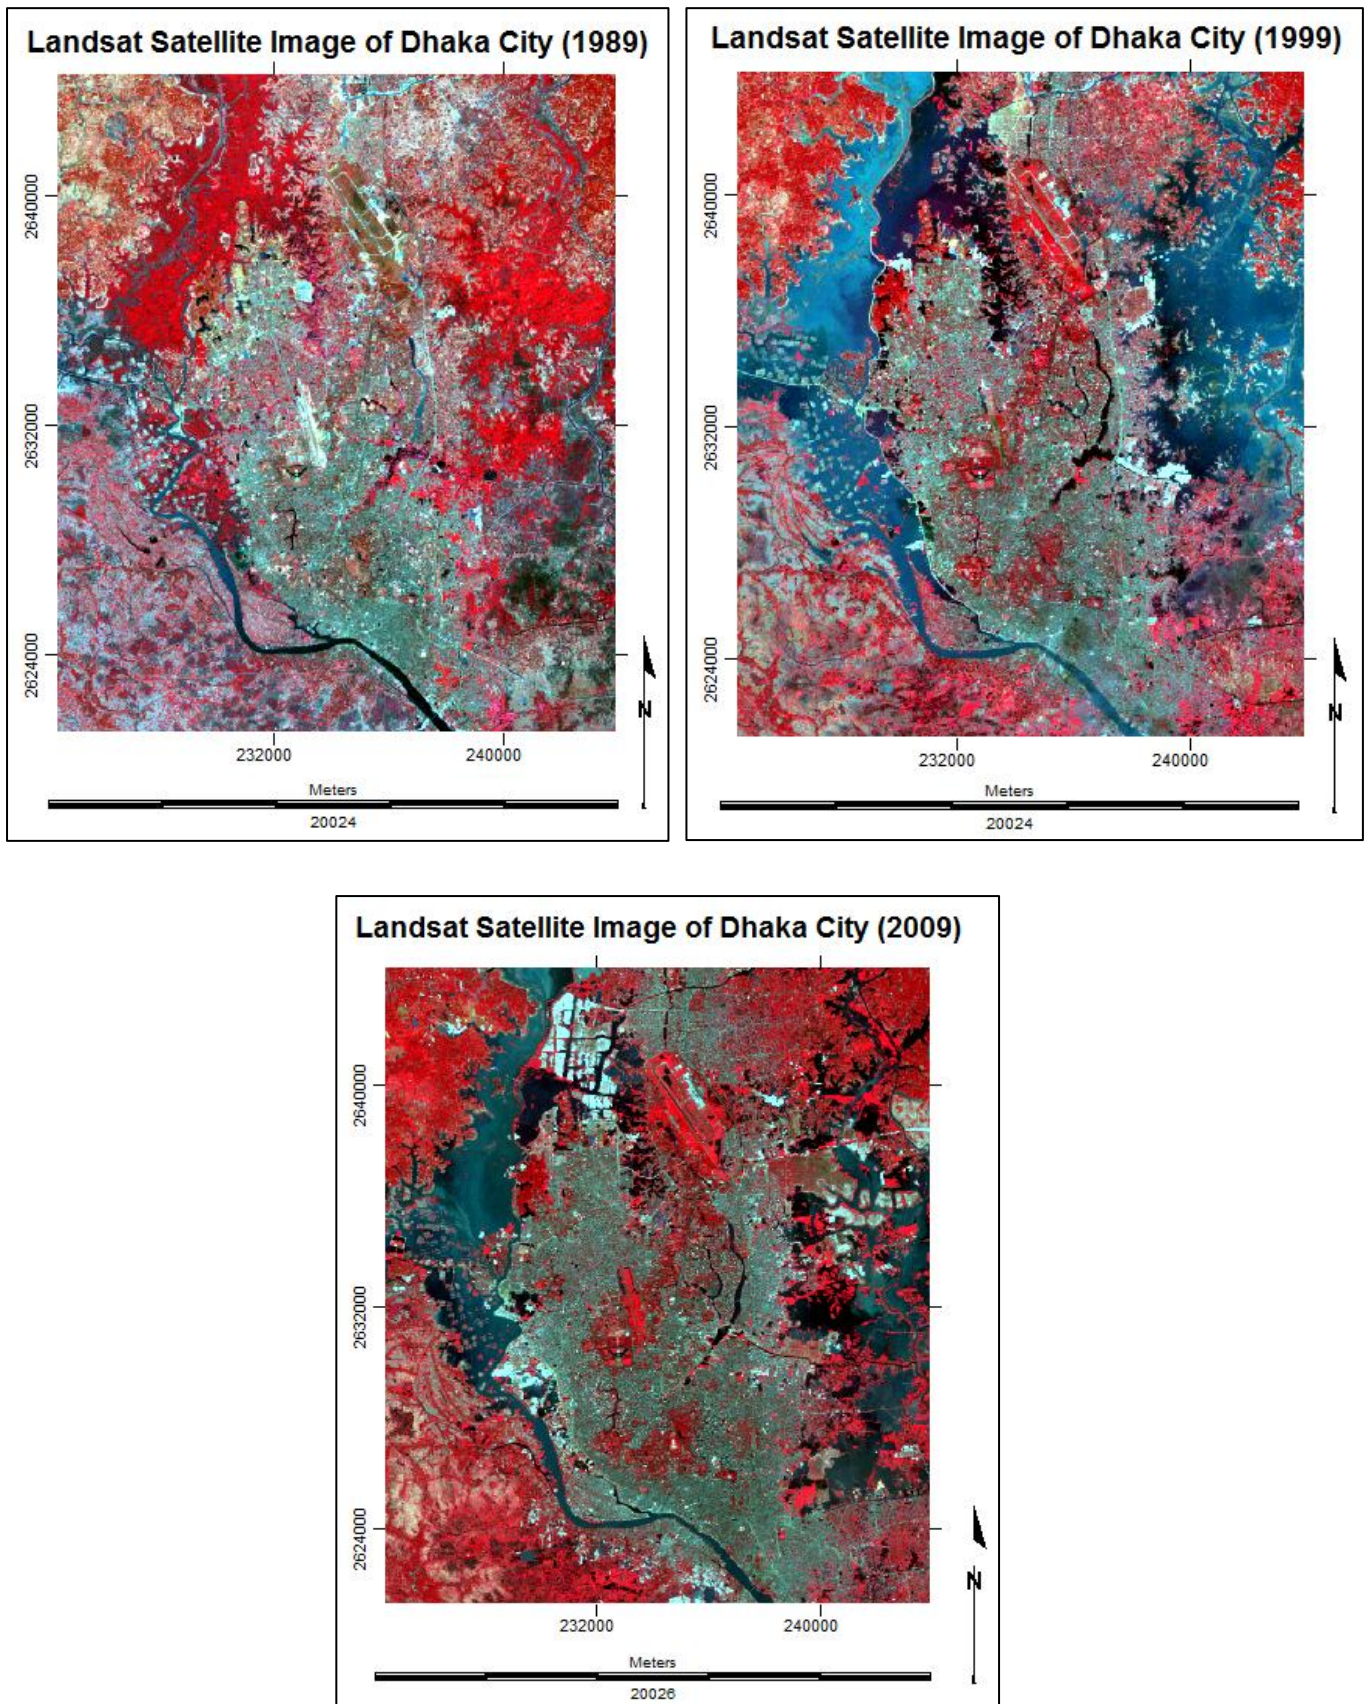 Landsat Satellite Image of Dhaka City (1989)
2640000
2632000
2624000
N
232000 240000
Meters
20024
Landsat Satellite Image of Dhaka City (1999)
2640000
2632000
2624000
N
232000 240000
Meters
20024
Landsat Satellite Image of Dhaka City (2009)
2640000
2632000
2624000
N
232000 240000
Meters
20026